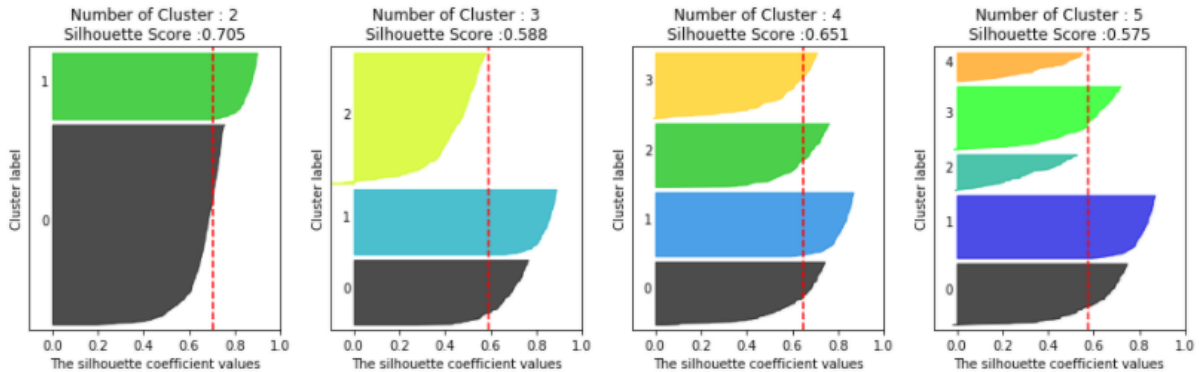 Number of Cluster : 2
Silhouette Score :0.705
1
0
Cluster label
0.0 0.2 0.4 0.6 0.8 1.0
The silhouette coefficient values
Number of Cluster : 3
Silhouette Score :0.588
2
1
0
Cluster label
0.0 0.2 0.4 0.6 0.8 1.0
The silhouette coefficient values
Number of Cluster : 4
Silhouette Score :0.651
3
2
1
0
Cluster label
0.0 0.2 0.4 0.6 0.8 1.0
The silhouette coefficient values
Number of Cluster : 5
Silhouette Score :0.575
4
3
2
1
0
Cluster label
0.0 0.2 0.4 0.6 0.8 1.0
The silhouette coefficient values